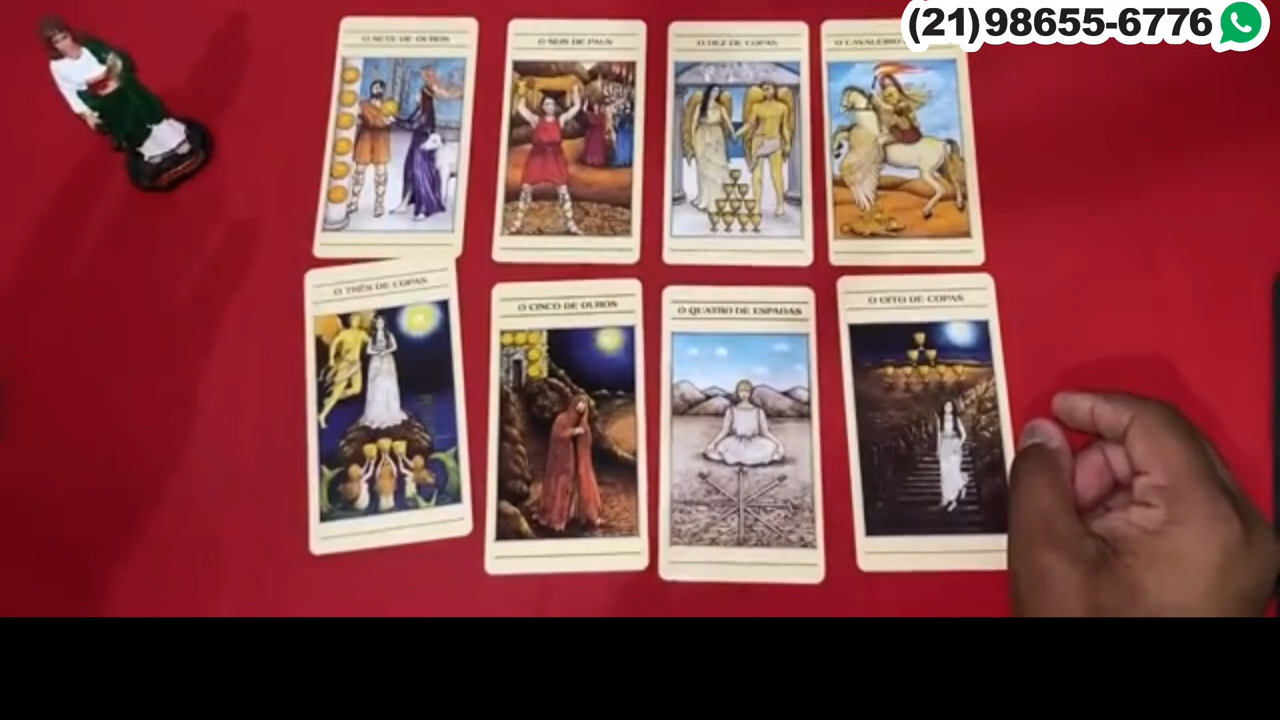 (21)98655-6776
O SETE DE OUROS
O SEIS DE PAUS
O DEZ DE COPAS
O CAVALEIRO
O TRÊS DE COPAS
O CINCO DE OUROS
O QUATRO DE ESPADAS
O OITO DE COPAS